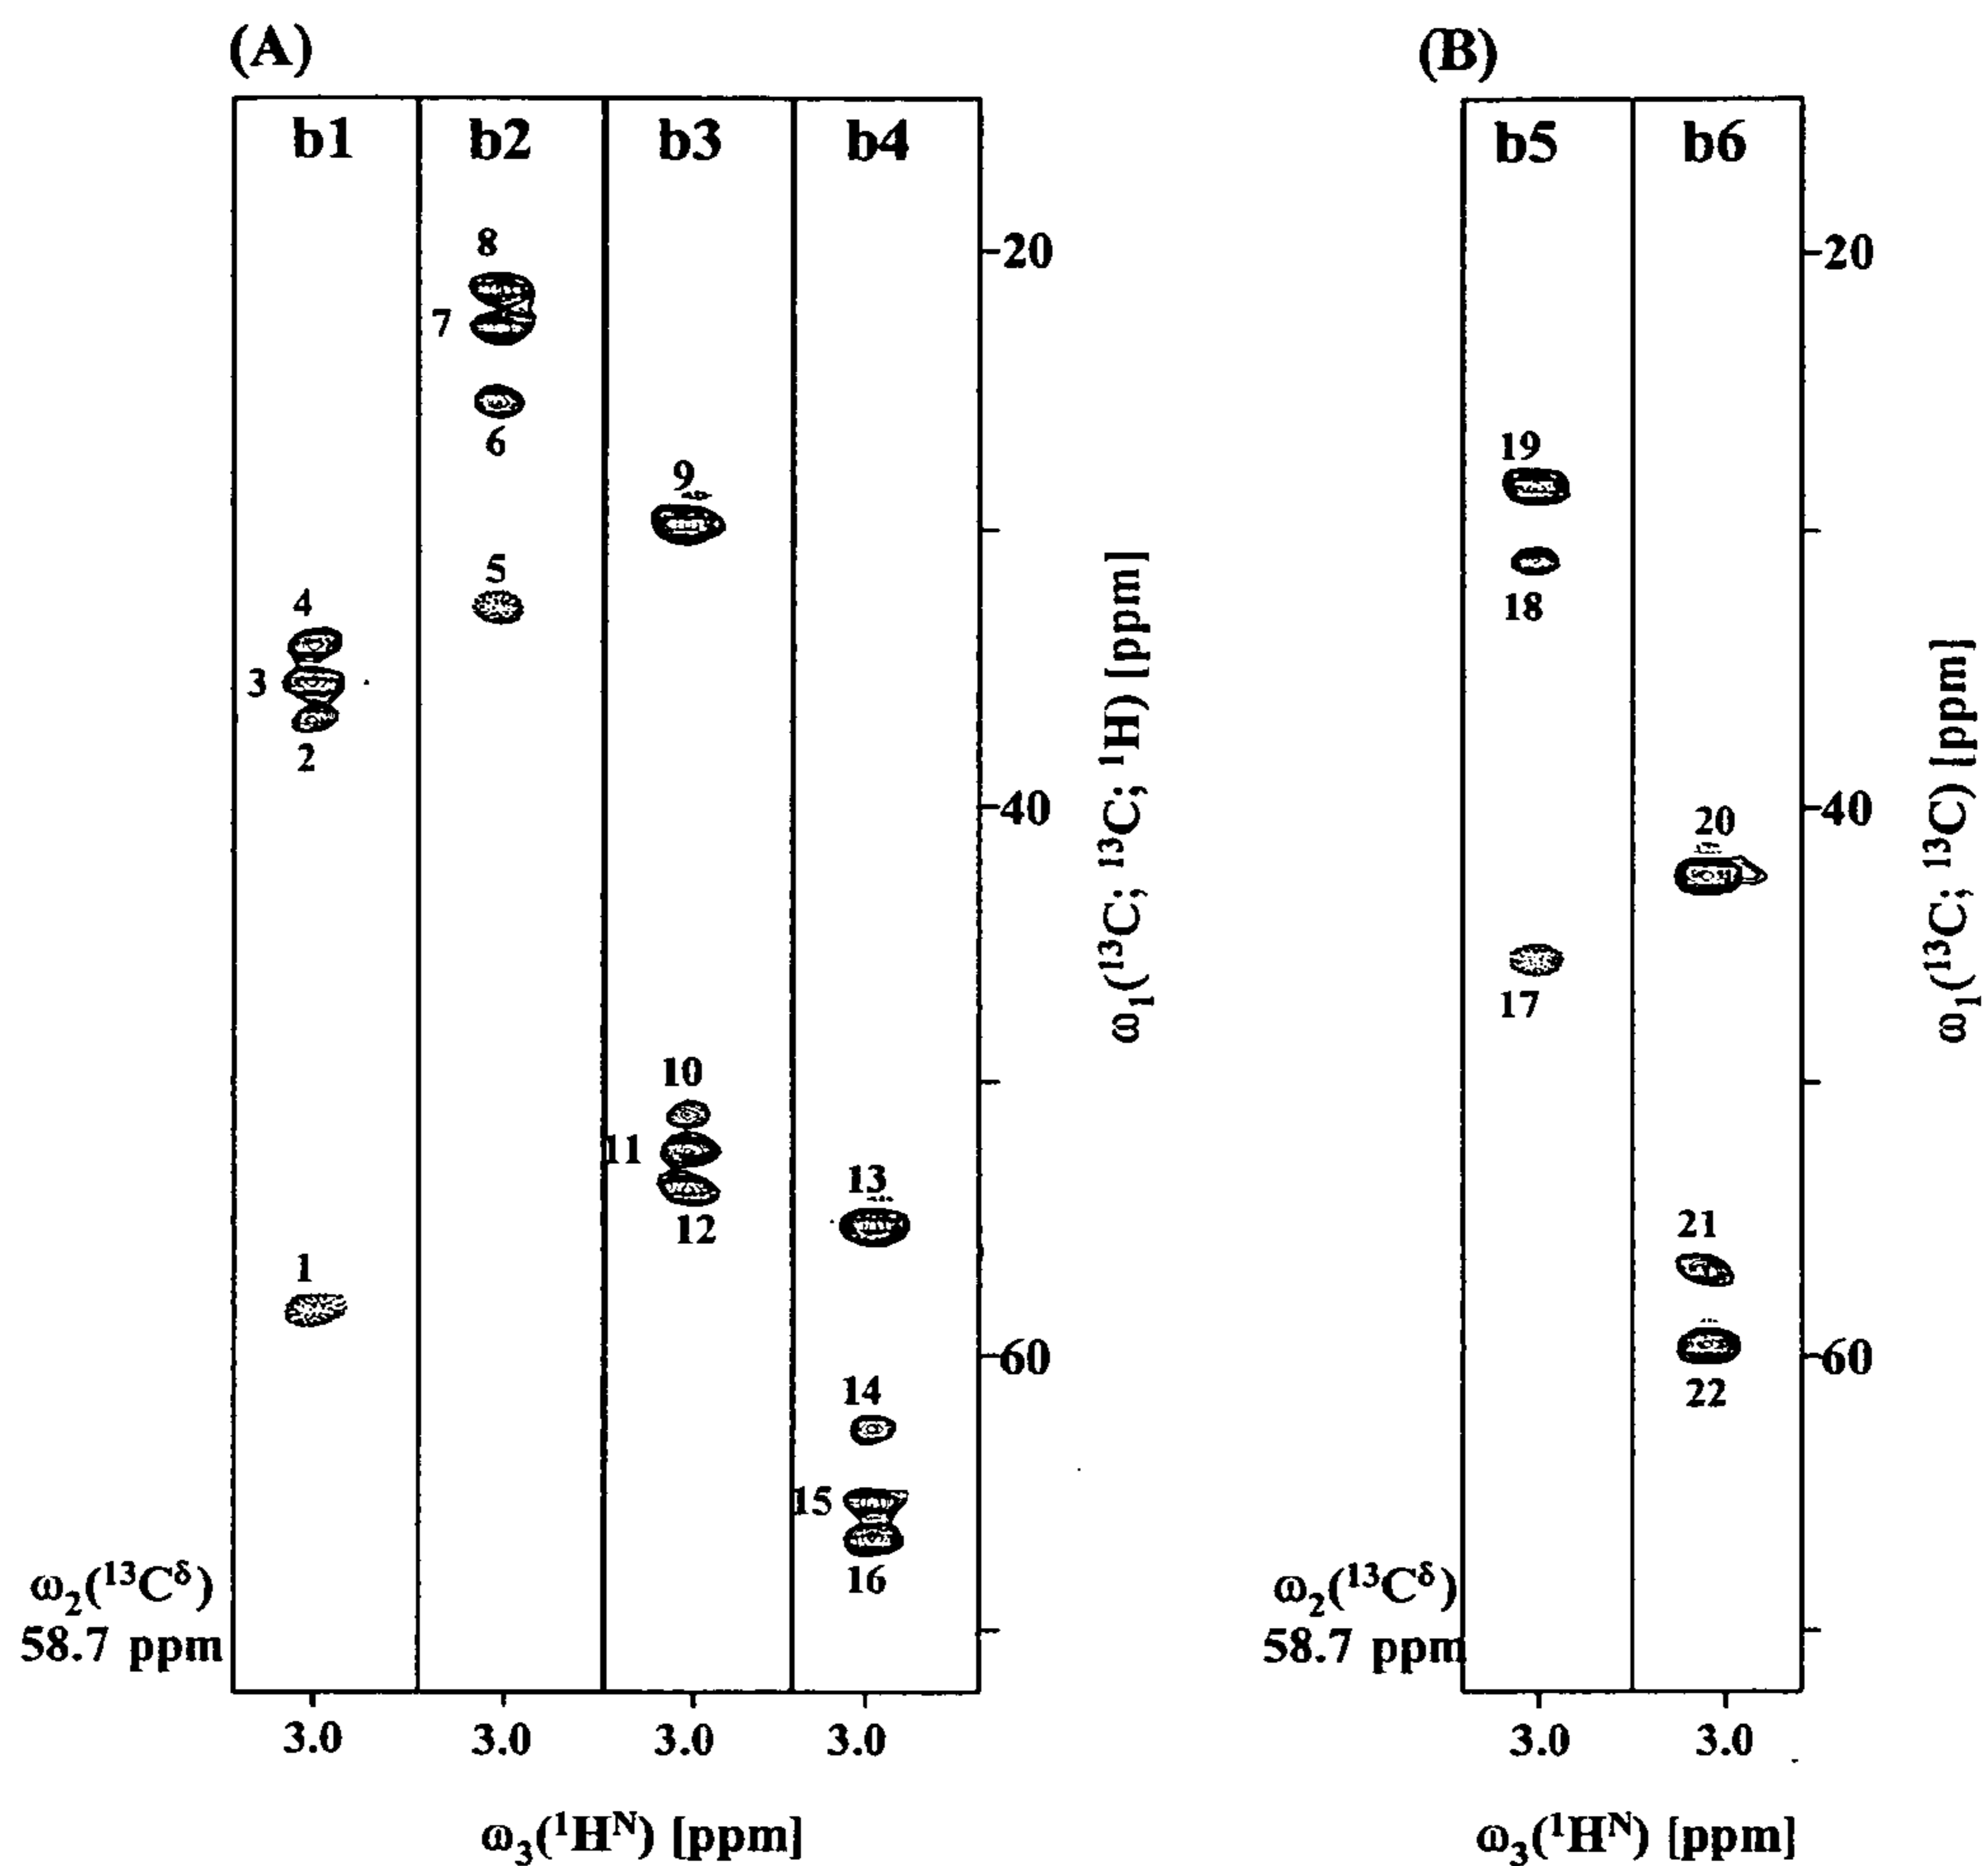 (A)
(B)
b1
b2
b3
b4
b5
b6
8
7
6
5
4
3
2
1
9
10
11
12
13
14
15
16
19
18
17
20
21
22
20
40
60
ω1(13C; 13C; 1H) [ppm]
20
40
60
ω1(13C; 13C) [ppm]
ω2(13Cδ)
58.7 ppm
ω2(13Cδ)
58.7 ppm
3.0
3.0
3.0
3.0
3.0
3.0
ω3(1HN) [ppm]
ω3(1HN) [ppm]